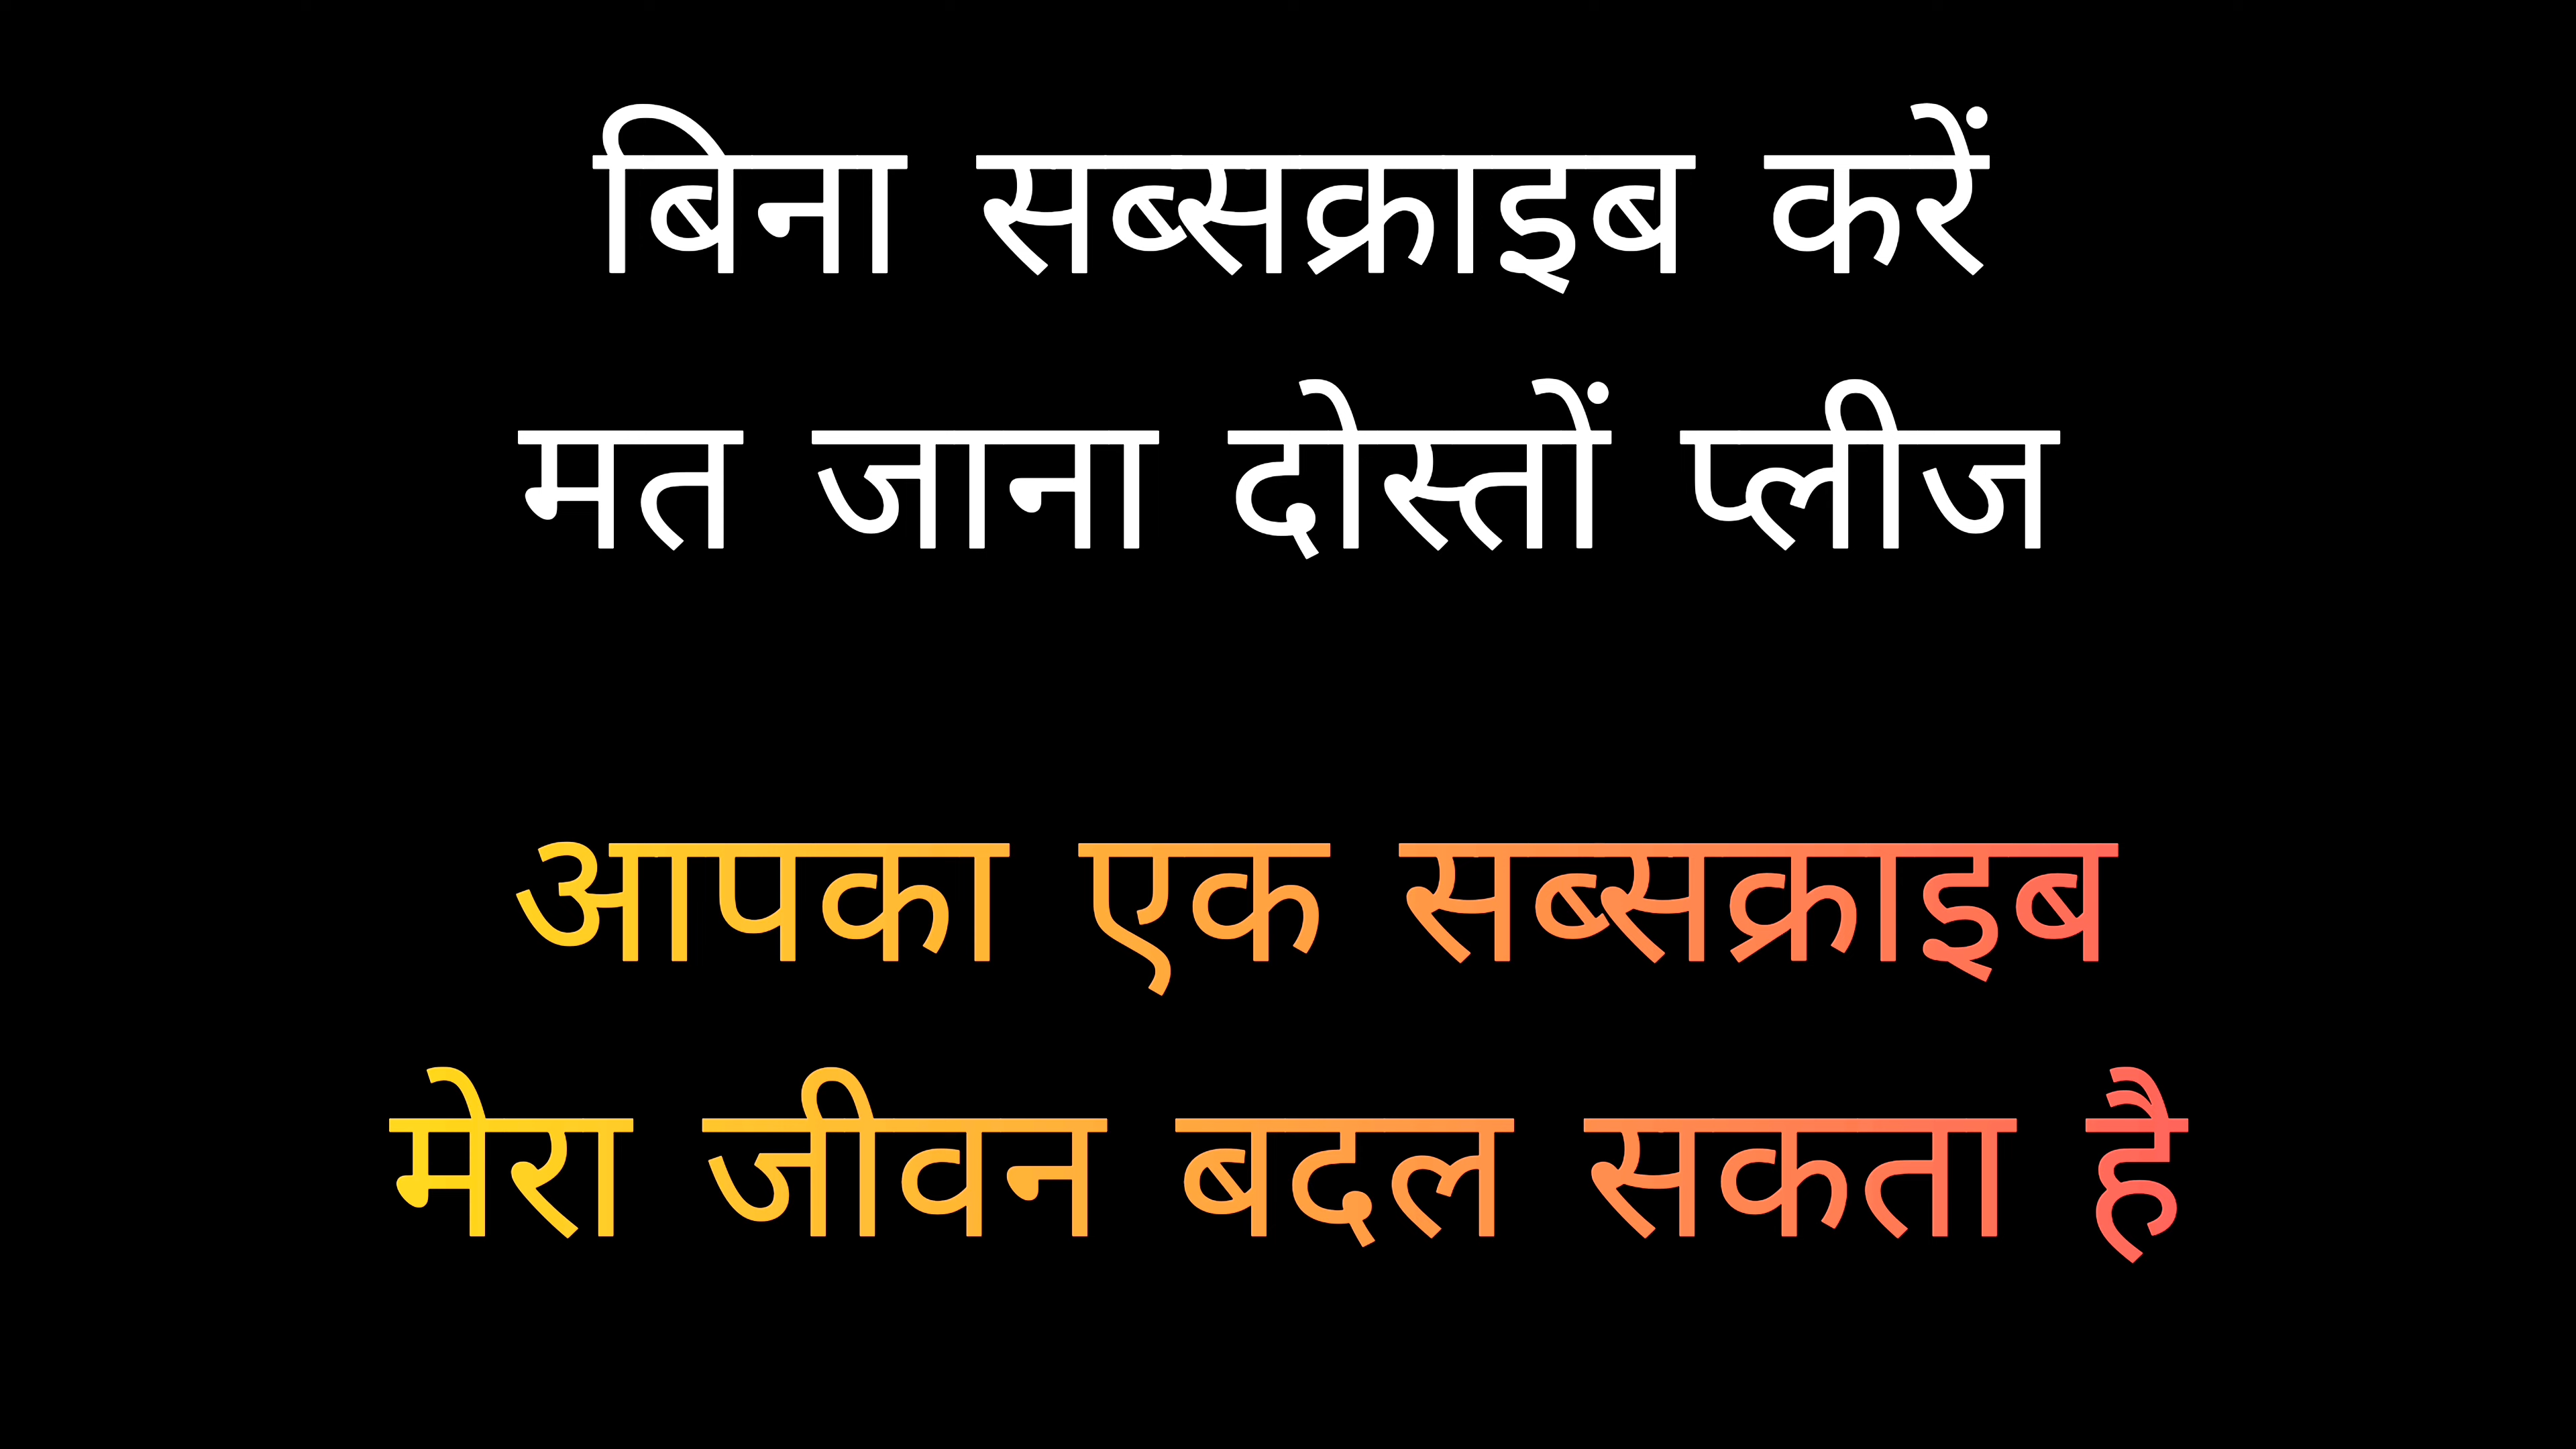 बिना सब्सक्राइब करें
मत जाना दोस्तों प्लीज
आपका एक सब्सक्राइब
मेरा जीवन बदल सकता है